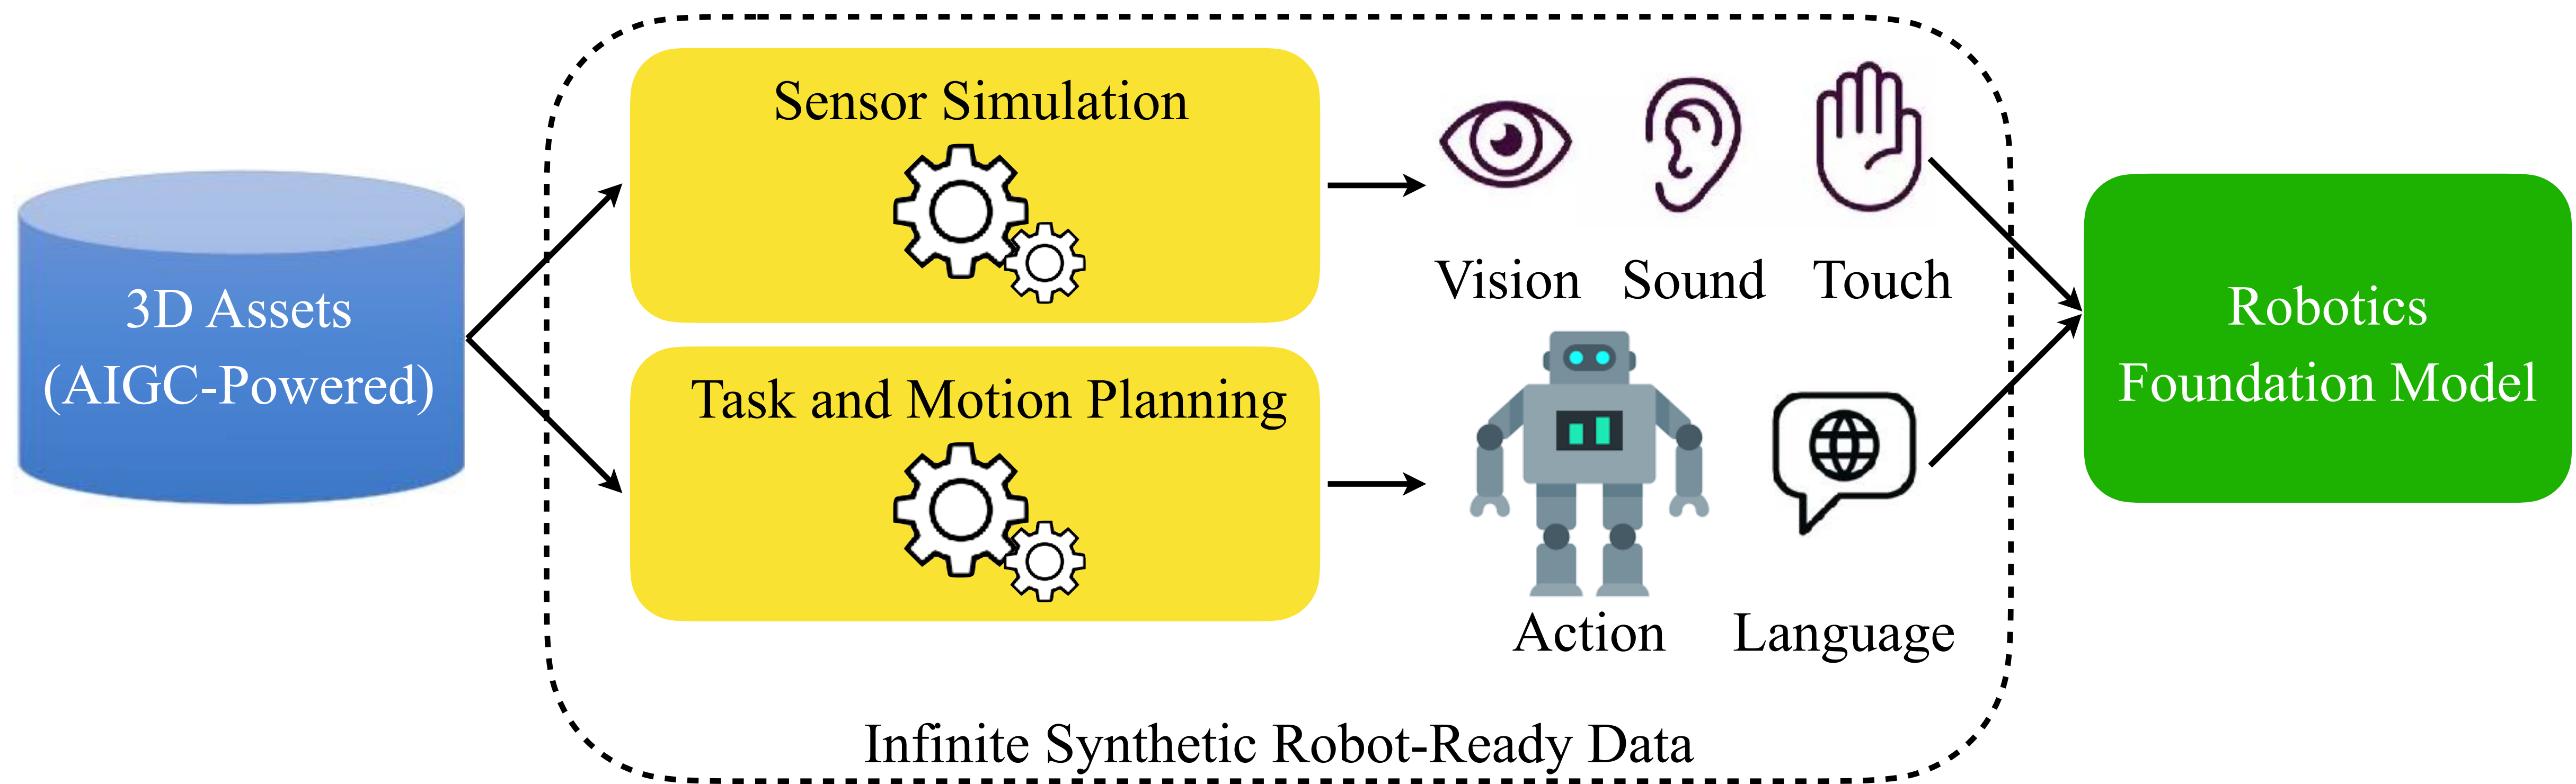 3D Assets
(AIGC-Powered)
Sensor Simulation
Task and Motion Planning
Vision
Sound
Touch
Action
Language
Infinite Synthetic Robot-Ready Data
Robotics
Foundation Model